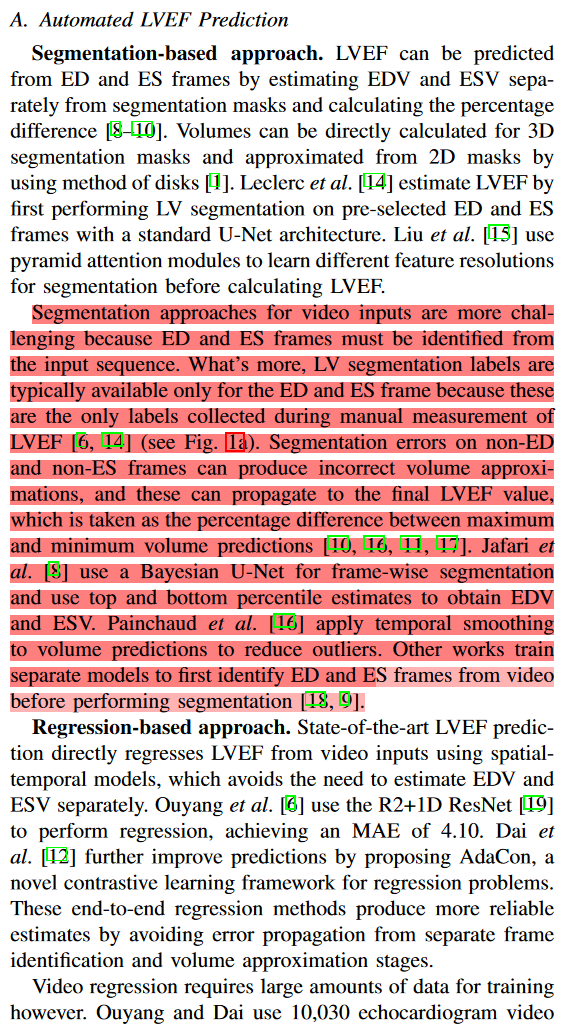 A. Automated LVEF Prediction
Segmentation-based approach. LVEF can be predicted
from ED and ES frames by estimating EDV and ESV sepa-
rately from segmentation masks and calculating the percentage
difference [8–10]. Volumes can be directly calculated for 3D
segmentation masks and approximated from 2D masks by
using method of disks [1]. Leclerc et al. [14] estimate LVEF by
first performing LV segmentation on pre-selected ED and ES
frames with a standard U-Net architecture. Liu et al. [15] use
pyramid attention modules to learn different feature resolutions
for segmentation before calculating LVEF.
Segmentation approaches for video inputs are more chal-
lenging because ED and ES frames must be identified from
the input sequence. What's more, LV segmentation labels are
typically available only for the ED and ES frame because these
are the only labels collected during manual measurement of
LVEF [6, 14] (see Fig. 1a). Segmentation errors on non-ED
and non-ES frames can produce incorrect volume approxi-
mations, and these can propagate to the final LVEF value,
which is taken as the percentage difference between maximum
and minimum volume predictions [10, 16, 11, 17]. Jafari et
al. [8] use a Bayesian U-Net for frame-wise segmentation
and use top and bottom percentile estimates to obtain EDV
and ESV. Painchaud et al. [16] apply temporal smoothing
to volume predictions to reduce outliers. Other works train
separate models to first identify ED and ES frames from video
before performing segmentation [18, 9].
Regression-based approach. State-of-the-art LVEF predic-
tion directly regresses LVEF from video inputs using spatial-
temporal models, which avoids the need to estimate EDV and
ESV separately. Ouyang et al. [6] use the R2+1D ResNet [19]
to perform regression, achieving an MAE of 4.10. Dai et
al. [12] further improve predictions by proposing AdaCon, a
novel contrastive learning framework for regression problems.
These end-to-end regression methods produce more reliable
estimates by avoiding error propagation from separate frame
identification and volume approximation stages.
Video regression requires large amounts of data for training
however. Ouyang and Dai use 10,030 echocardiogram video